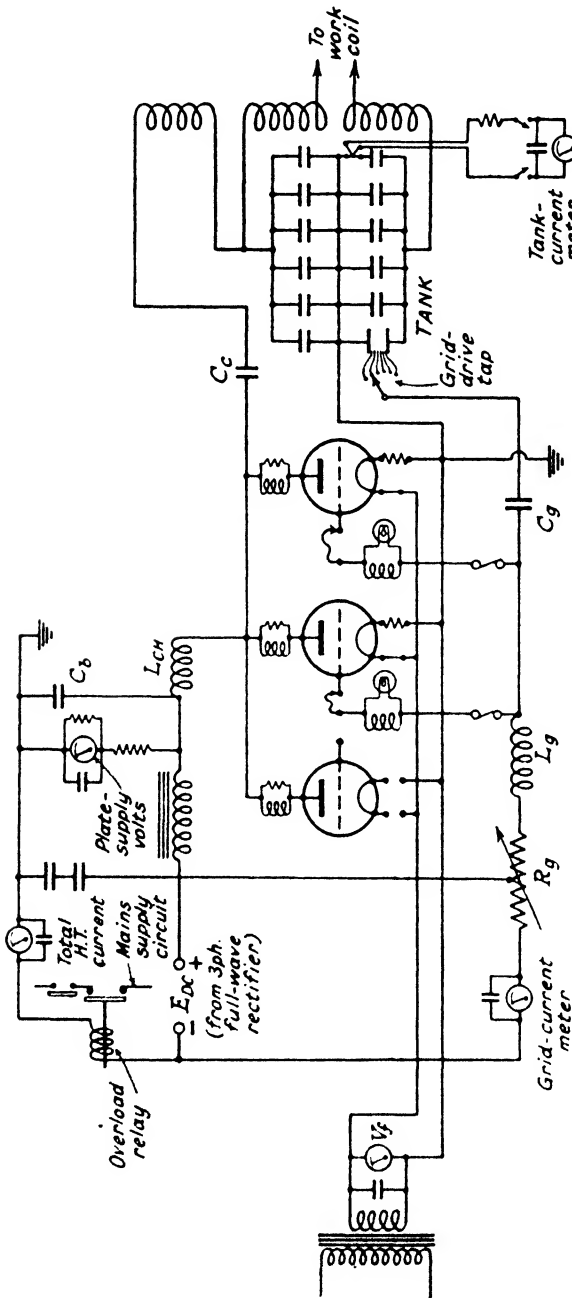 To
work
coil
Tank-
current
meter
TANK
Grid-
drive
tap
Cc
Cg
Cb
LCH
Plate-
supply
volts
Total
H.T.
current
Mains
supply
circuit
− EDC +
(from 3ph.
full-wave
rectifier)
Overload
relay
Lg
Rg
Grid-current
meter
Vf